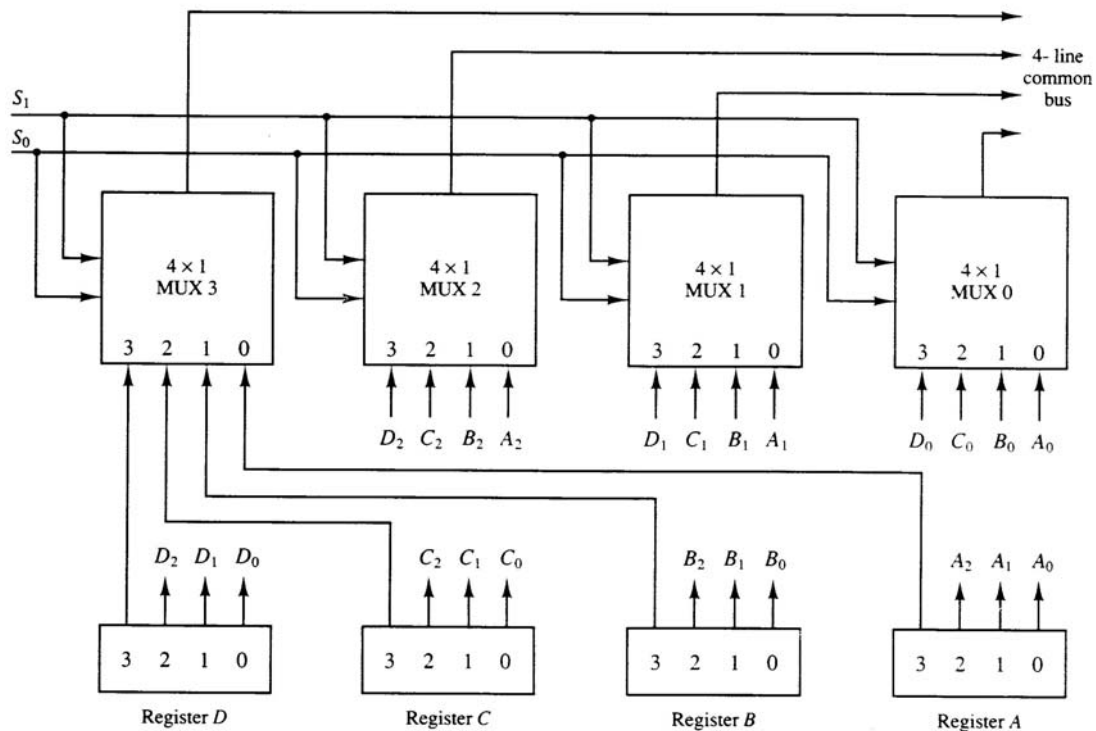 4- line
common
bus
S₁
S₀
4 × 1
MUX 3
4 × 1
MUX 2
4 × 1
MUX 1
4 × 1
MUX 0
3 2 1 0
3 2 1 0
3 2 1 0
3 2 1 0
D₂ C₂ B₂ A₂
D₁ C₁ B₁ A₁
D₀ C₀ B₀ A₀
D₂ D₁ D₀
C₂ C₁ C₀
B₂ B₁ B₀
A₂ A₁ A₀
3 2 1 0
3 2 1 0
3 2 1 0
3 2 1 0
Register D
Register C
Register B
Register A